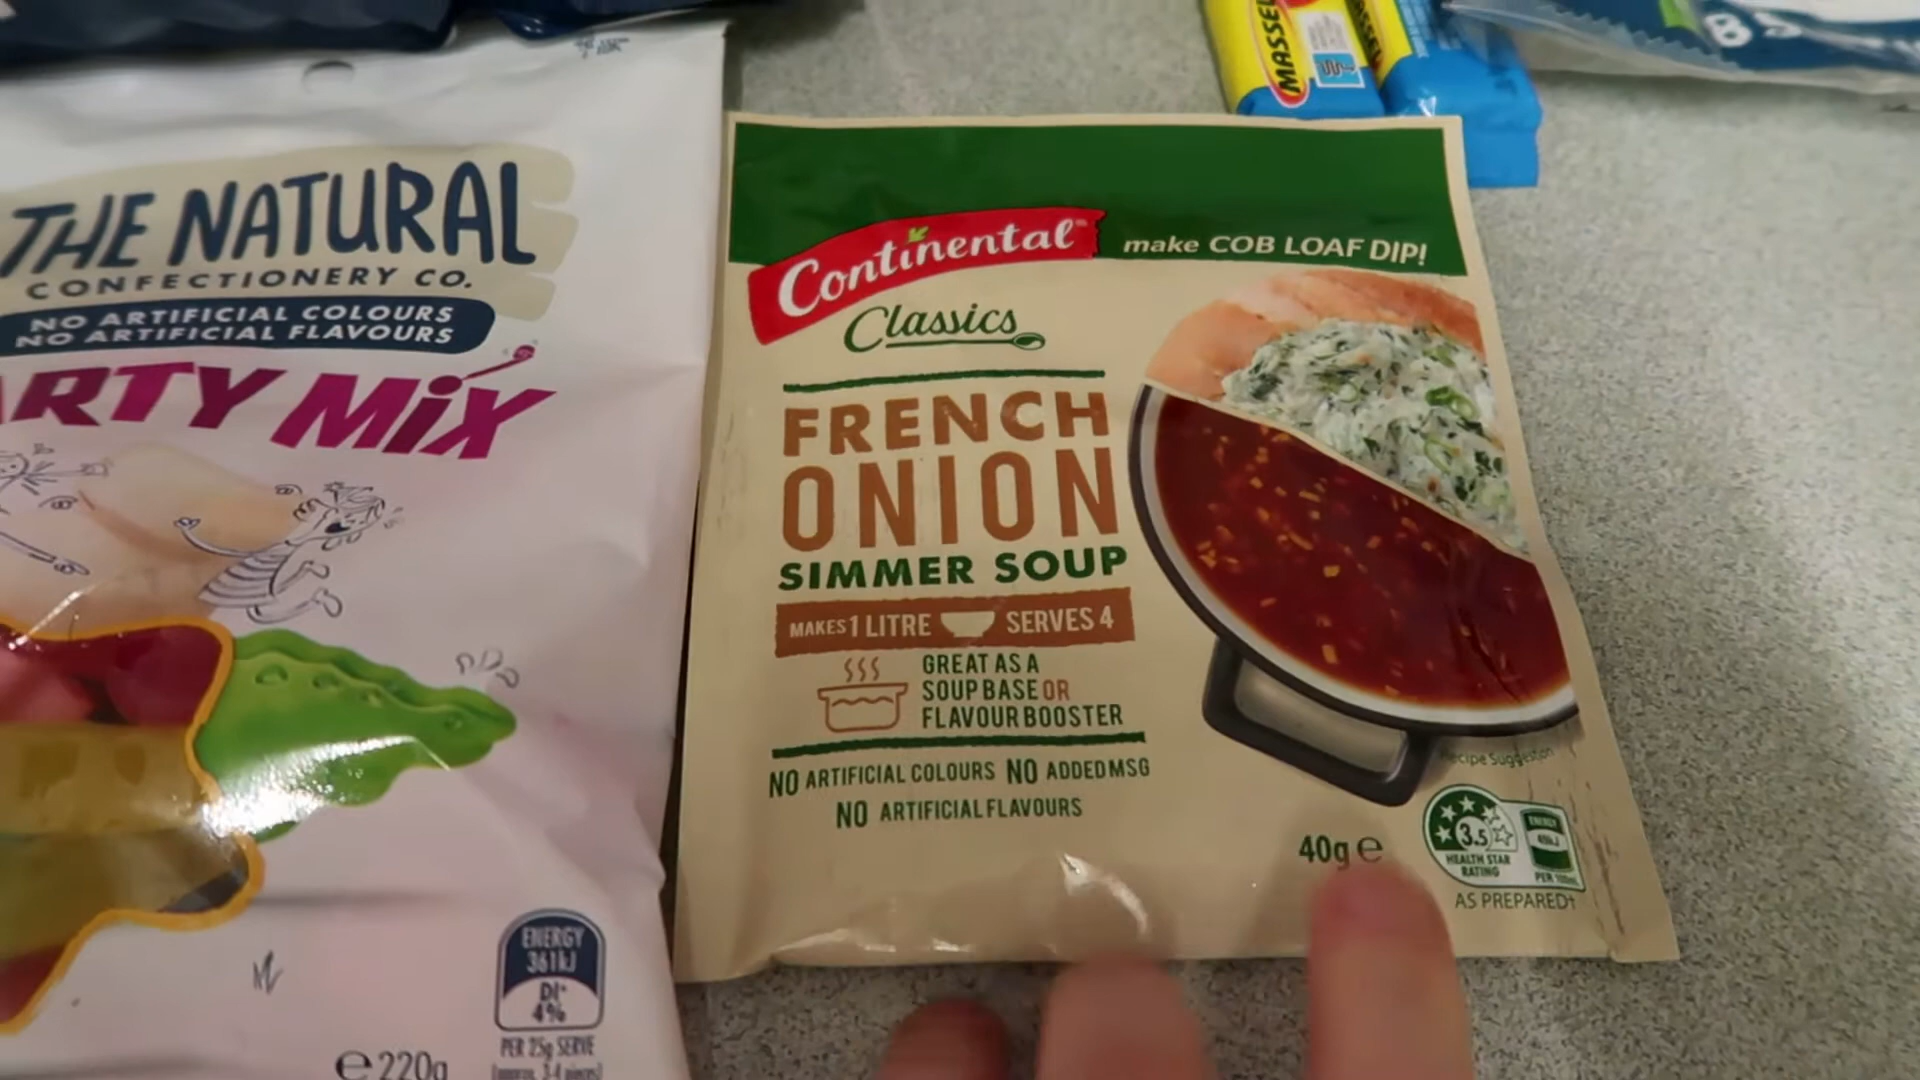 THE NATURAL
CONFECTIONERY CO.
NO ARTIFICIAL COLOURS
NO ARTIFICIAL FLAVOURS
ARTY MIX
ENERGY
361kJ
DI*
4%
PER 25g SERVE
e 220g
Continental
make COB LOAF DIP!
Classics
FRENCH
ONION
SIMMER SOUP
MAKES 1 LITRE SERVES 4
GREAT AS A
SOUP BASE OR
FLAVOUR BOOSTER
NO ARTIFICIAL COLOURS NO ADDED MSG
NO ARTIFICIAL FLAVOURS
Recipe Suggestion
40g e
3.5
HEALTH STAR
RATING
ENERGY
PER 100mL
AS PREPARED†
MASSEL
MASSEL
85